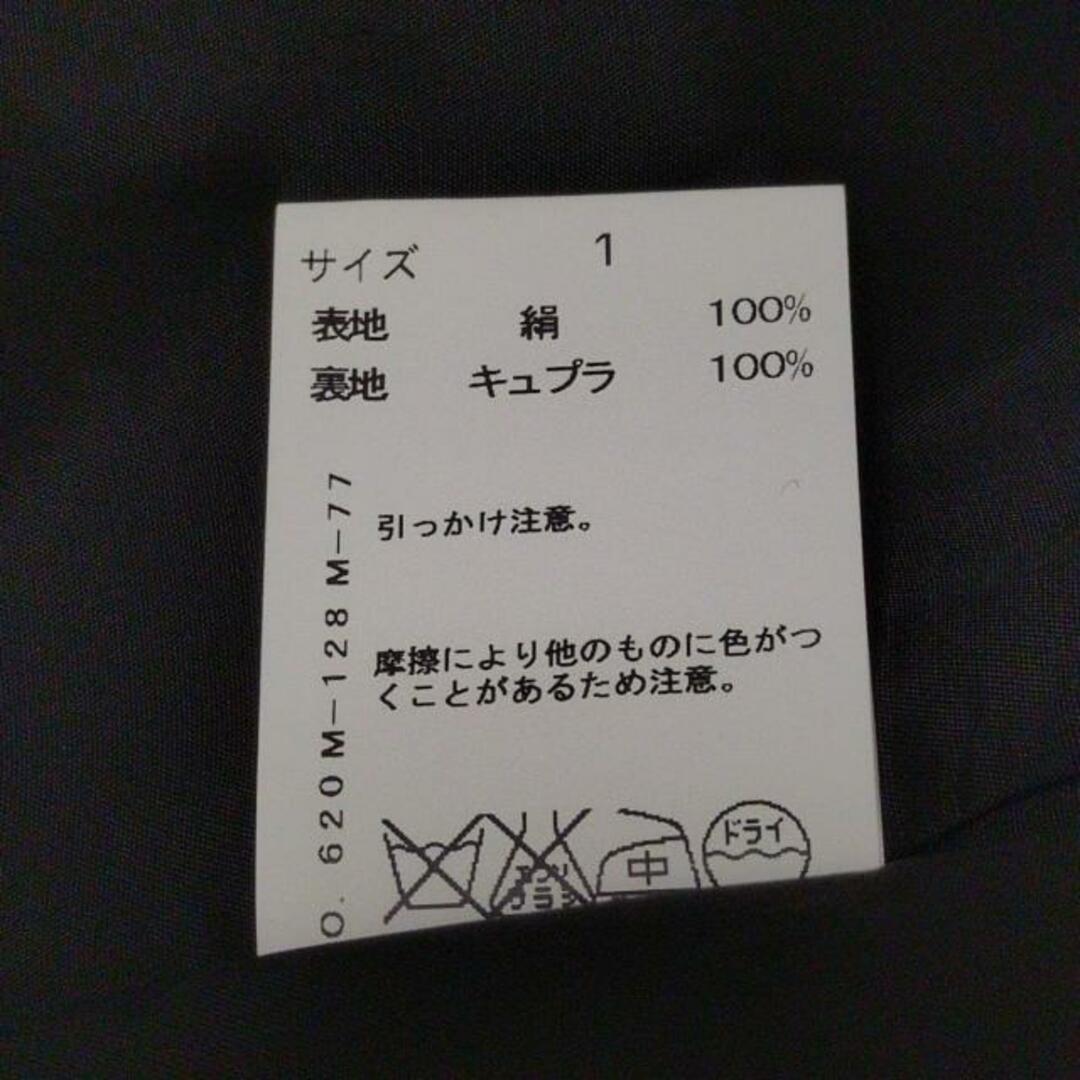 サイズ 1
表地 絹 100%
裏地 キュプラ 100%
引っかけ注意。
摩擦により他のものに色がつ
くことがあるため注意。
O. 620M-128 M-77
中
ドライ